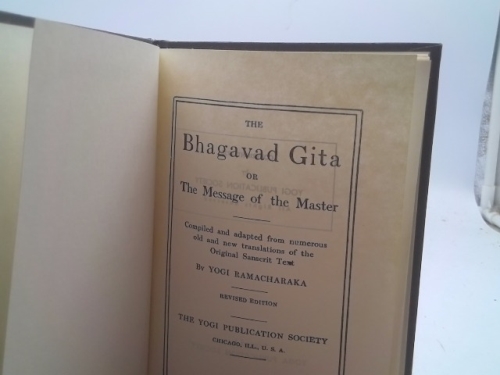 THE
Bhagavad Gita
OR
The Message of the Master
Compiled and adapted from numerous
old and new translations of the
Original Sanscrit Text
By YOGI RAMACHARAKA
REVISED EDITION
THE YOGI PUBLICATION SOCIETY
CHICAGO, ILL., U. S. A.